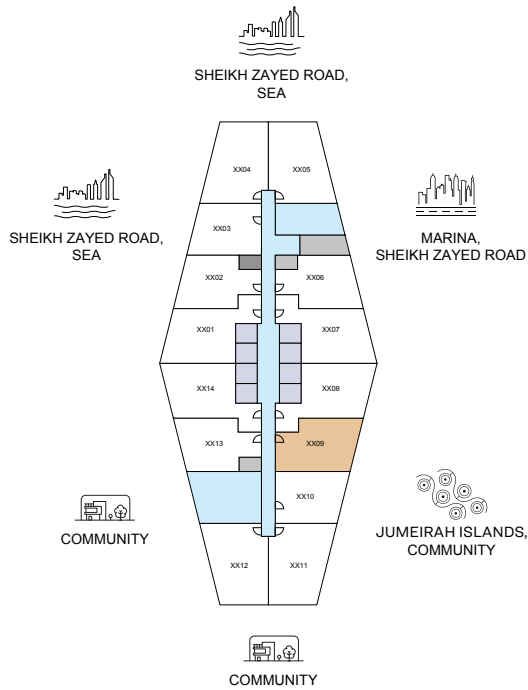 SHEIKH ZAYED ROAD,
SEA
XX04
XX05
SHEIKH ZAYED ROAD,
SEA
XX03
MARINA,
SHEIKH ZAYED ROAD
XX02
XX06
XX01
XX07
XX14
XX08
XX13
XX09
XX10
COMMUNITY
JUMEIRAH ISLANDS,
COMMUNITY
XX12
XX11
COMMUNITY